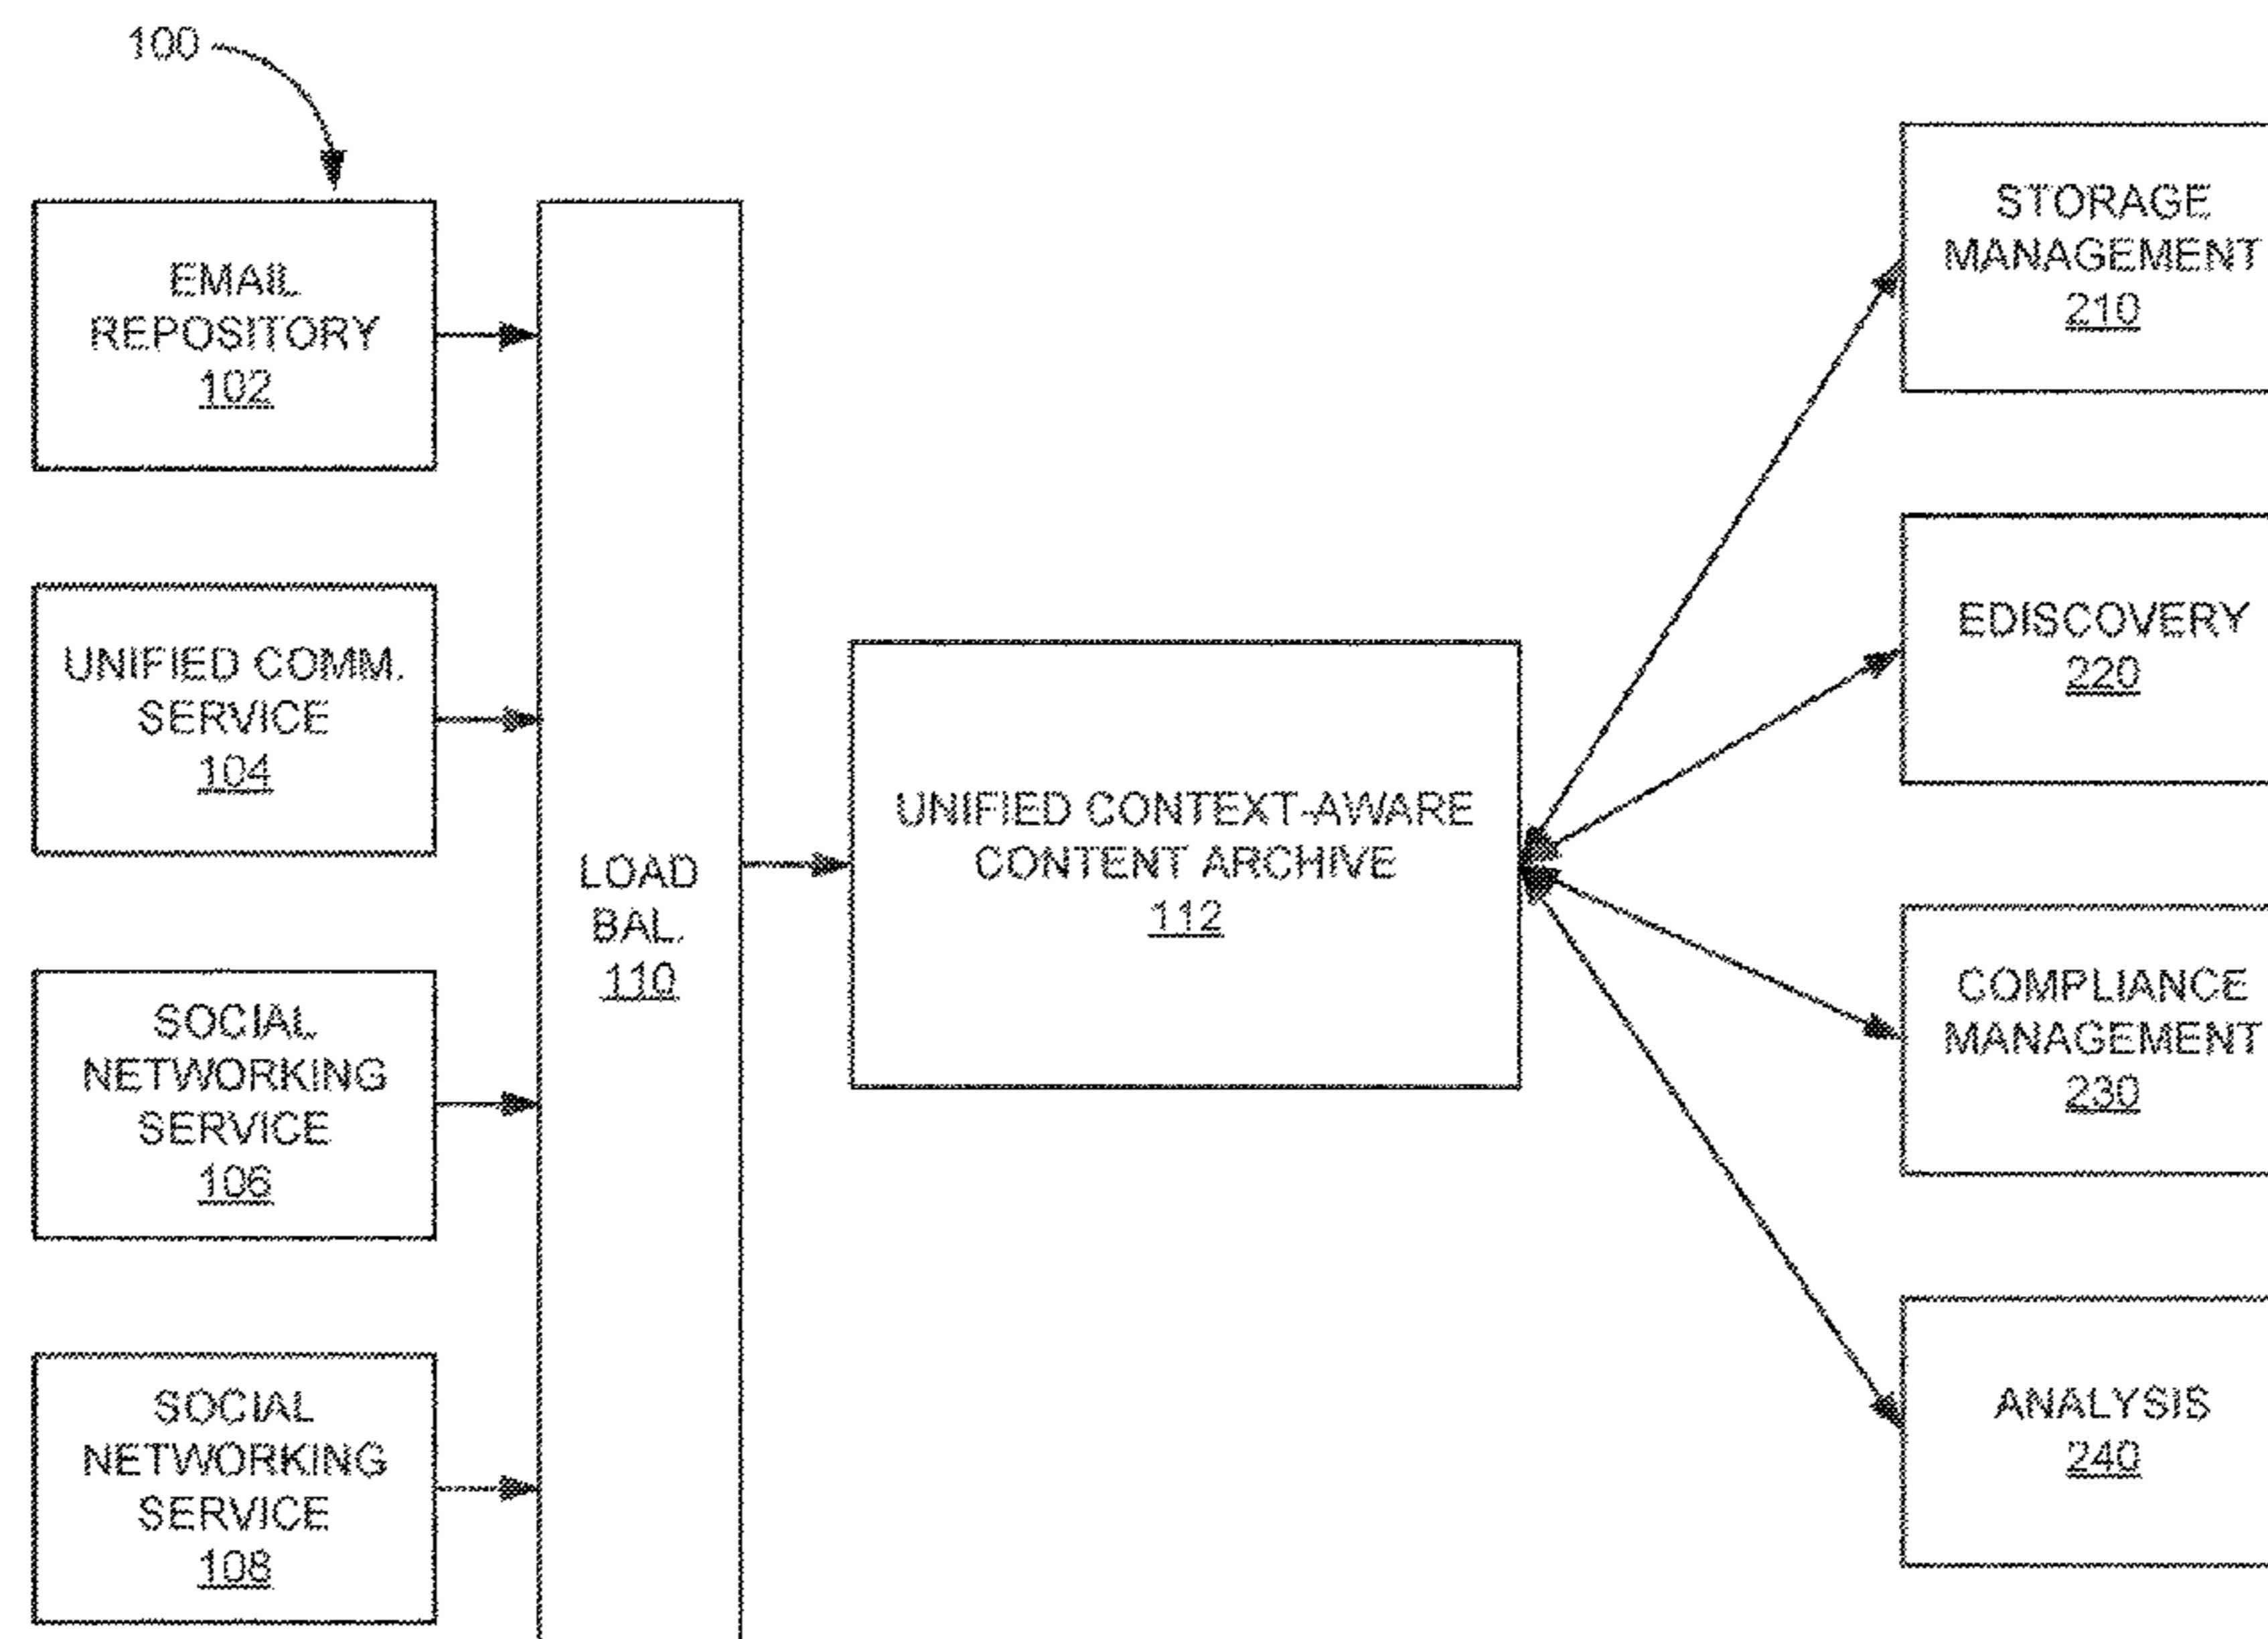 100
EMAIL
REPOSITORY
102
UNIFIED COMM.
SERVICE
104
SOCIAL
NETWORKING
SERVICE
106
SOCIAL
NETWORKING
SERVICE
108
LOAD
BAL.
110
UNIFIED CONTEXT-AWARE
CONTENT ARCHIVE
112
STORAGE
MANAGEMENT
210
EDISCOVERY
220
COMPLIANCE
MANAGEMENT
230
ANALYSIS
240